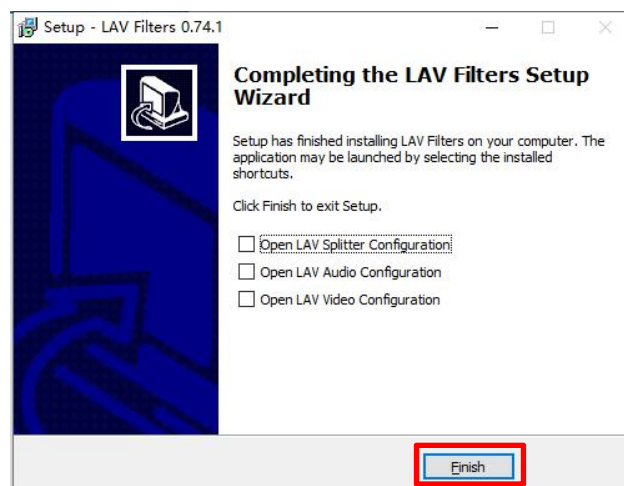 Setup - LAV Filters 0.74.1
Completing the LAV Filters Setup
Wizard
Setup has finished installing LAV Filters on your computer. The
application may be launched by selecting the installed
shortcuts.
Click Finish to exit Setup.
Open LAV Splitter Configuration
Open LAV Audio Configuration
Open LAV Video Configuration
Finish